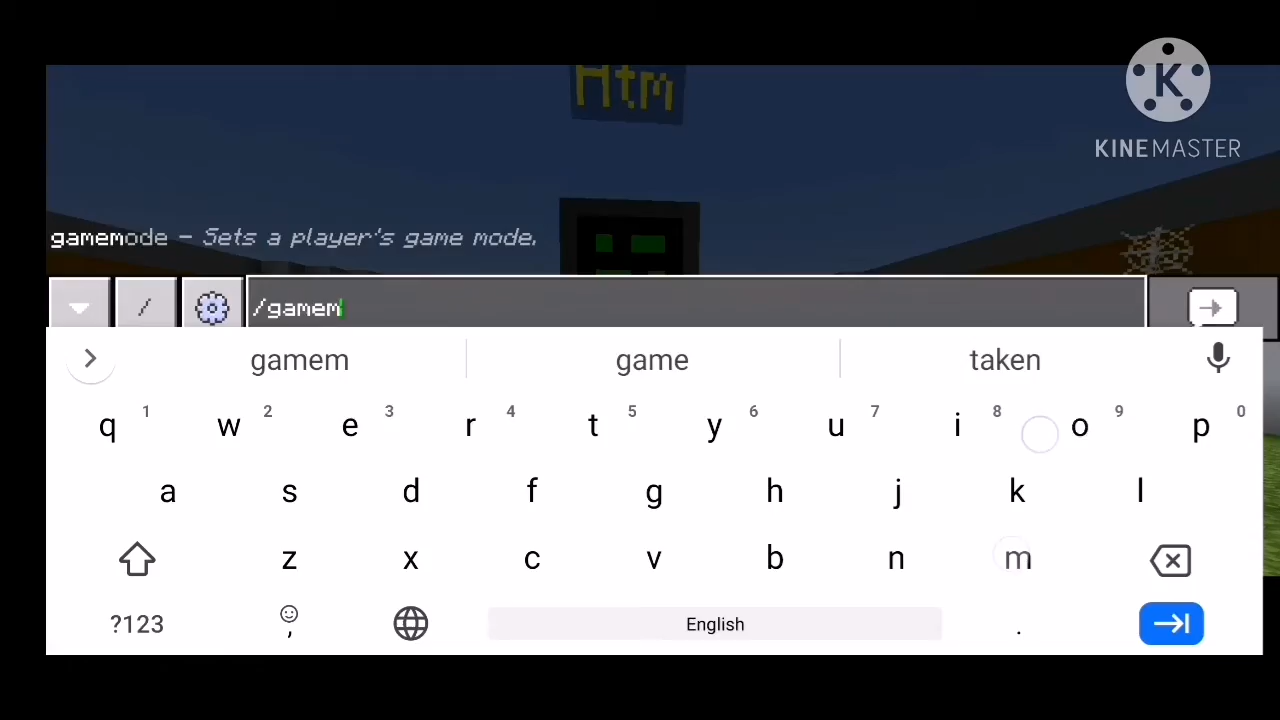 Atm
K
KINEMASTER
gamemode – Sets a player's game mode.
/ /gamem
gamem game taken
q 1 w 2 e 3 r 4 t 5 y 6 u 7 i 8 o 9 p 0
a s d f g h j k l
z x c v b n m
?123 , English .